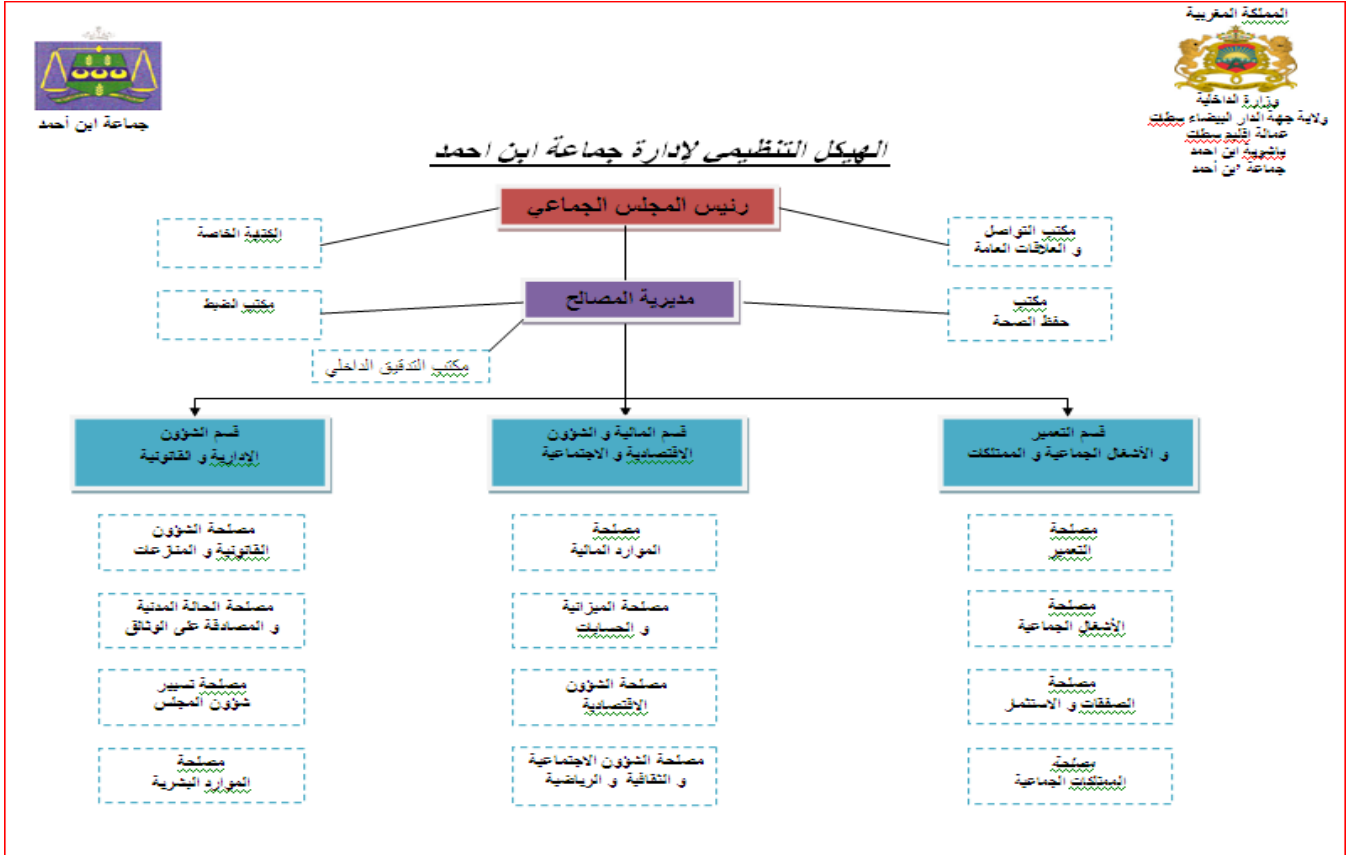 المملكة المغربية
وزارة الداخلية
ولاية جهة الدار البيضاء سطات
عمالة إقليم سطات
باشوية ابن احمد
جماعة ابن أحمد
جماعة ابن أحمد
الهيكل التنظيمي لإدارة جماعة ابن احمد
رئيس المجلس الجماعي
مكتب التواصل
و العلاقات العامة
الكتبة الخاصة
مديرية المصالح
مكتب
حفظ الصحة
مكتب الضبط
مكتب التدقيق الداخلي
قسم التعمير
و الأشغال الجماعية و الممتلكات
قسم المالية و الشؤون
الاقتصادية و الاجتماعية
قسم الشؤون
الإدارية و القانونية
مصلحة
التعمير
مصلحة
الأشغال الجماعية
مصلحة
الصفقات و الاستثمار
مصلحة
الممتلكات الجماعية
مصلحة
الموارد المالية
مصلحة الميزانية
و الحسابات
مصلحة الشؤون
الاقتصادية
مصلحة الشؤون الاجتماعية
و الثقافية و الرياضية
مصلحة الشؤون
القانونية و المنازعات
مصلحة الحالة المدنية
و المصادقة على الوثائق
مصلحة تسيير
شؤون المجلس
مصلحة
الموارد البشرية